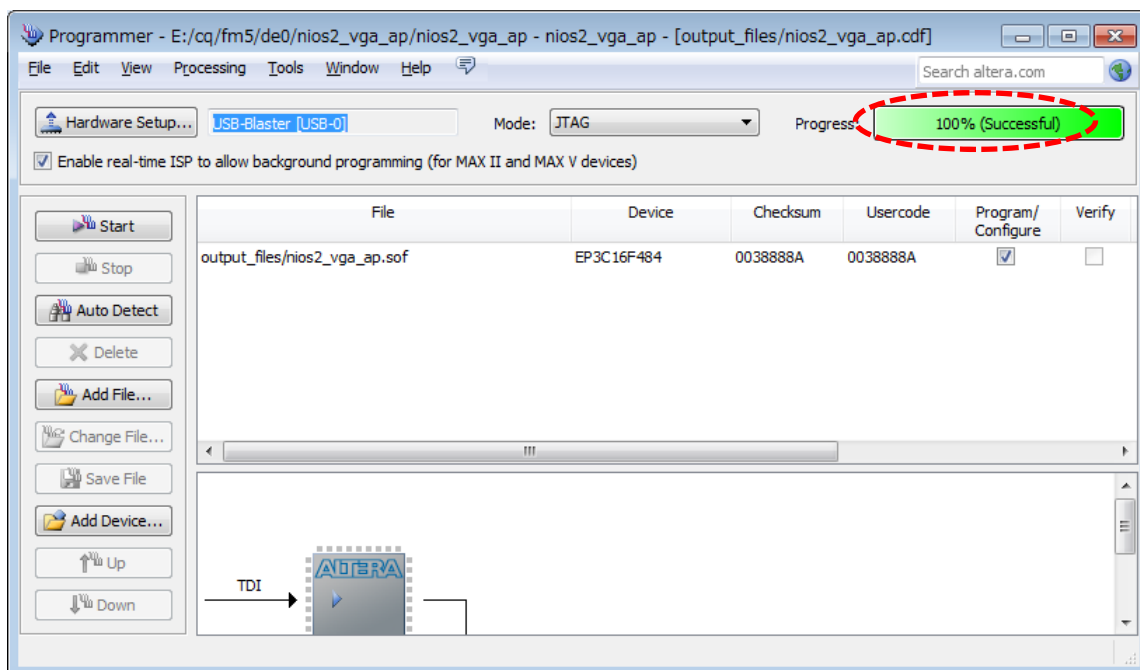 Programmer - E:/cq/fm5/de0/nios2_vga_ap/nios2_vga_ap - nios2_vga_ap - [output_files/nios2_vga_ap.cdf]
File Edit View Processing Tools Window Help
Search altera.com
Hardware Setup... USB-Blaster [USB-0] Mode: JTAG Progress: 100% (Successful)
Enable real-time ISP to allow background programming (for MAX II and MAX V devices)
File Device Checksum Usercode Program/ Verify
Configure
output_files/nios2_vga_ap.sof EP3C16F484 0038888A 0038888A
Start
Stop
Auto Detect
Delete
Add File...
Change File...
Save File
Add Device...
Up
Down
ALTERA
TDI